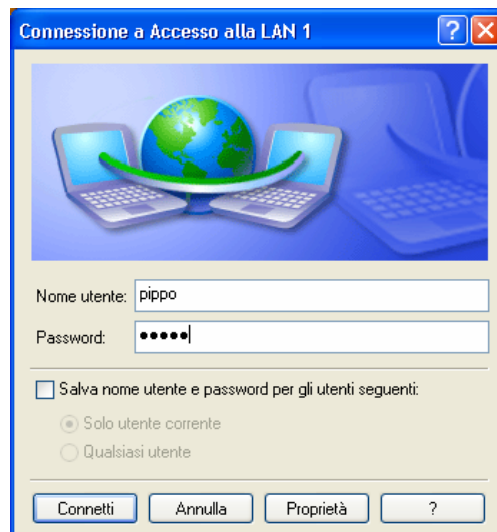 Connessione a Accesso alla LAN 1
Nome utente: pippo
Password: •••••
Salva nome utente e password per gli utenti seguenti:
Solo utente corrente
Qualsiasi utente
Connetti Annulla Proprietà ?